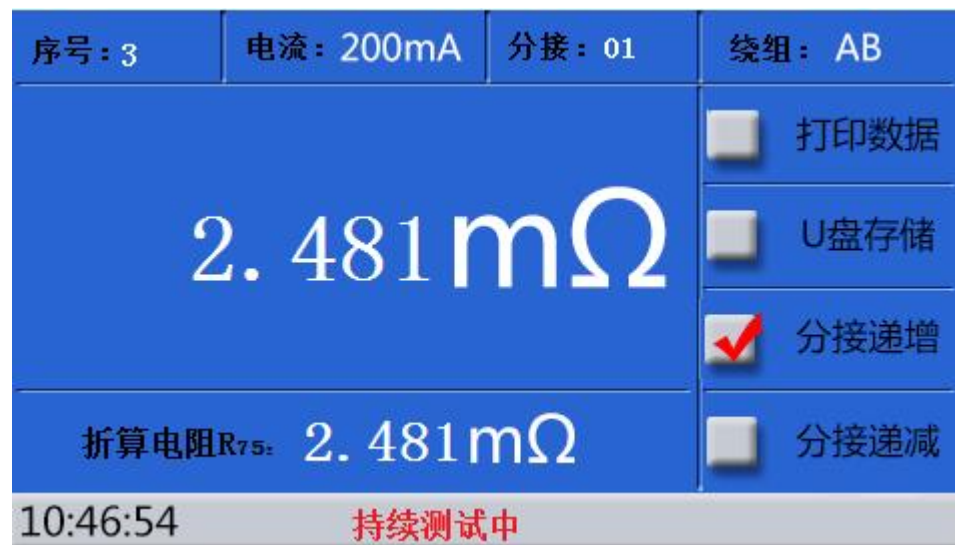 序号:3 电流:200mA 分接:01 绕组: AB
打印数据
2.481mΩ
U盘存储
分接递增
折算电阻R75: 2.481mΩ
分接递减
10:46:54 持续测试中